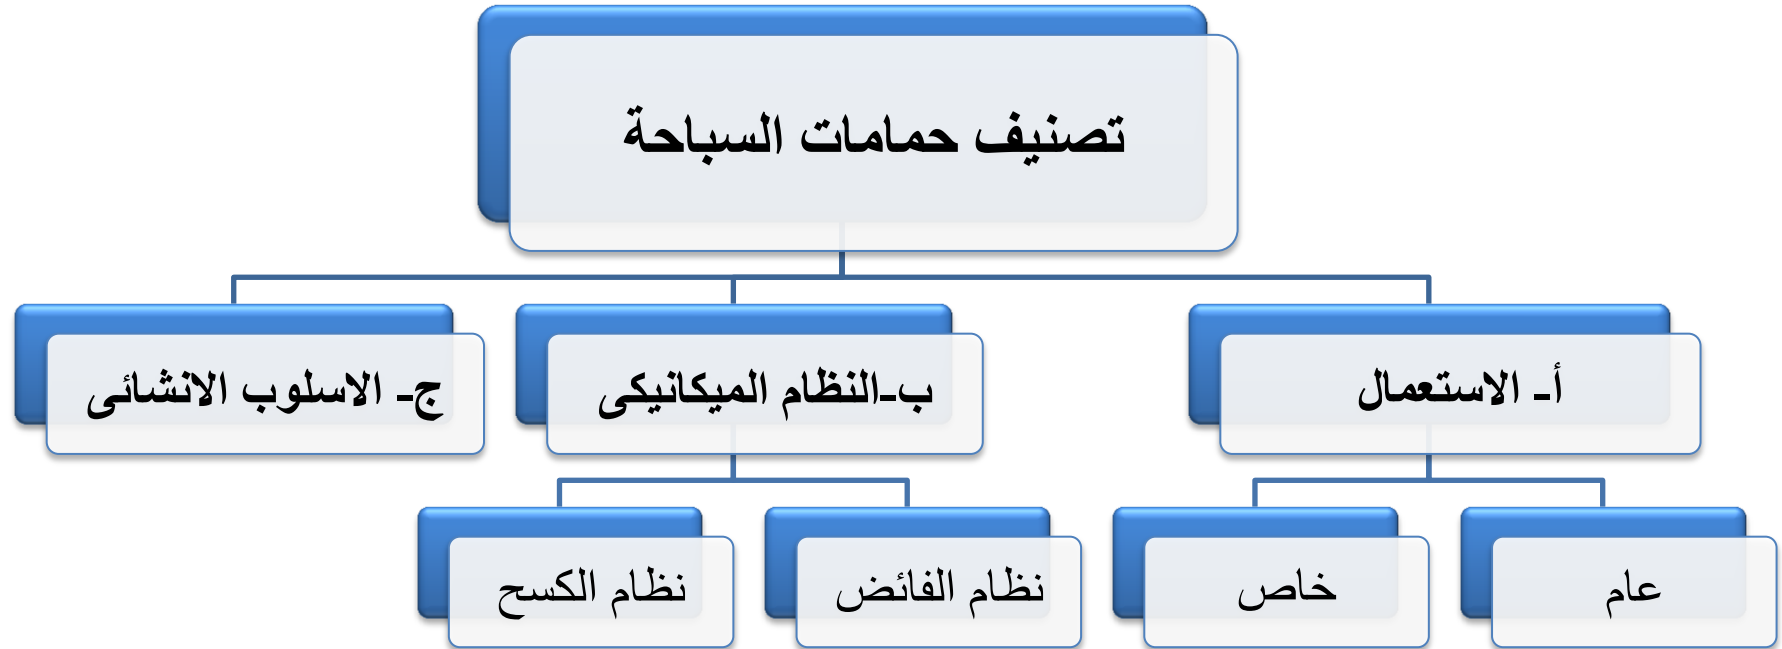 تصنيف حمامات السباحة
أ- الاستعمال
ب-النظام الميكانيكى
ج- الاسلوب الانشائى
عام
خاص
نظام الفائض
نظام الكسح